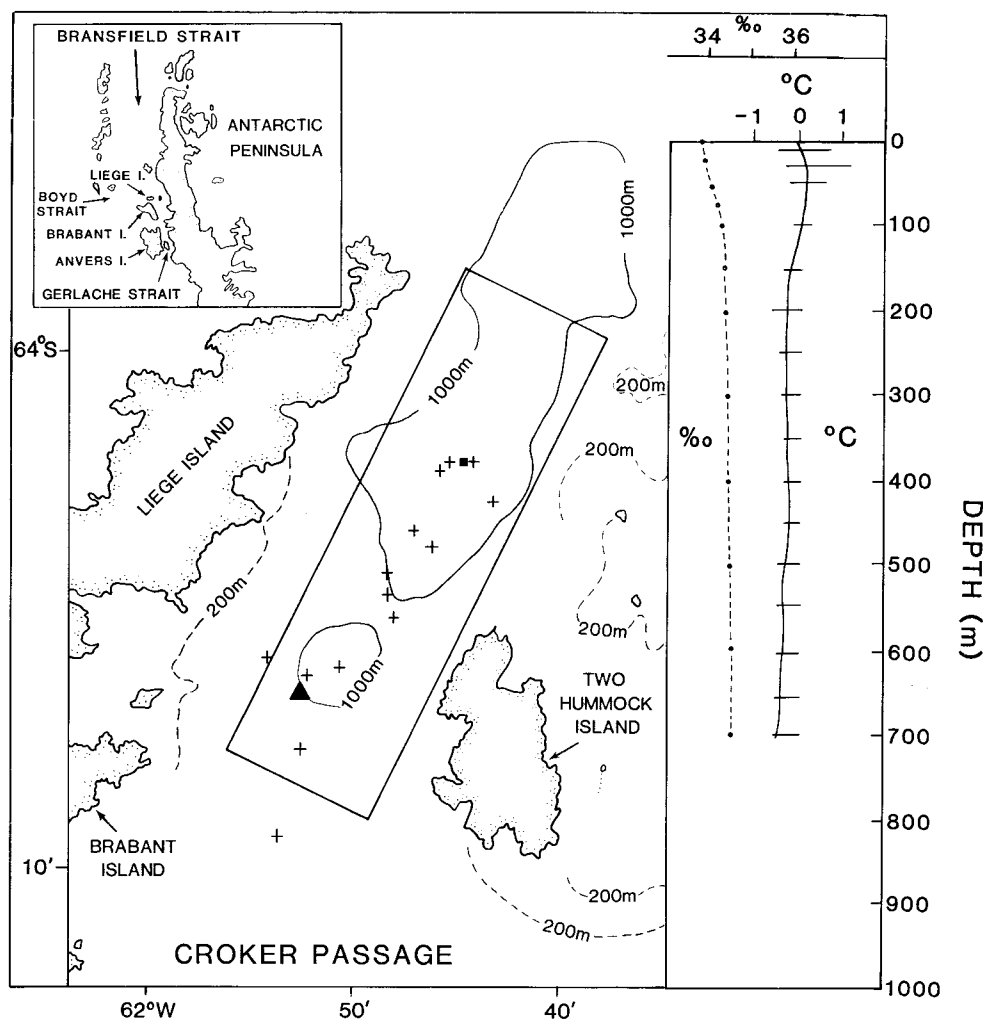 BRANSFIELD STRAIT
ANTARCTIC
PENINSULA
LIEGE I.
BOYD
STRAIT
BRABANT I.
ANVERS I.
GERLACHE STRAIT
64°S
10'
62°W
50'
40'
LIEGE ISLAND
200m
1000m
1000m
1000m
200m
200m
200m
200m
200m
TWO
HUMMOCK
ISLAND
BRABANT
ISLAND
CROKER PASSAGE
‰
34
36
°C
-1
0
1
‰
°C
0
100
200
300
400
500
600
700
800
900
1000
DEPTH (m)